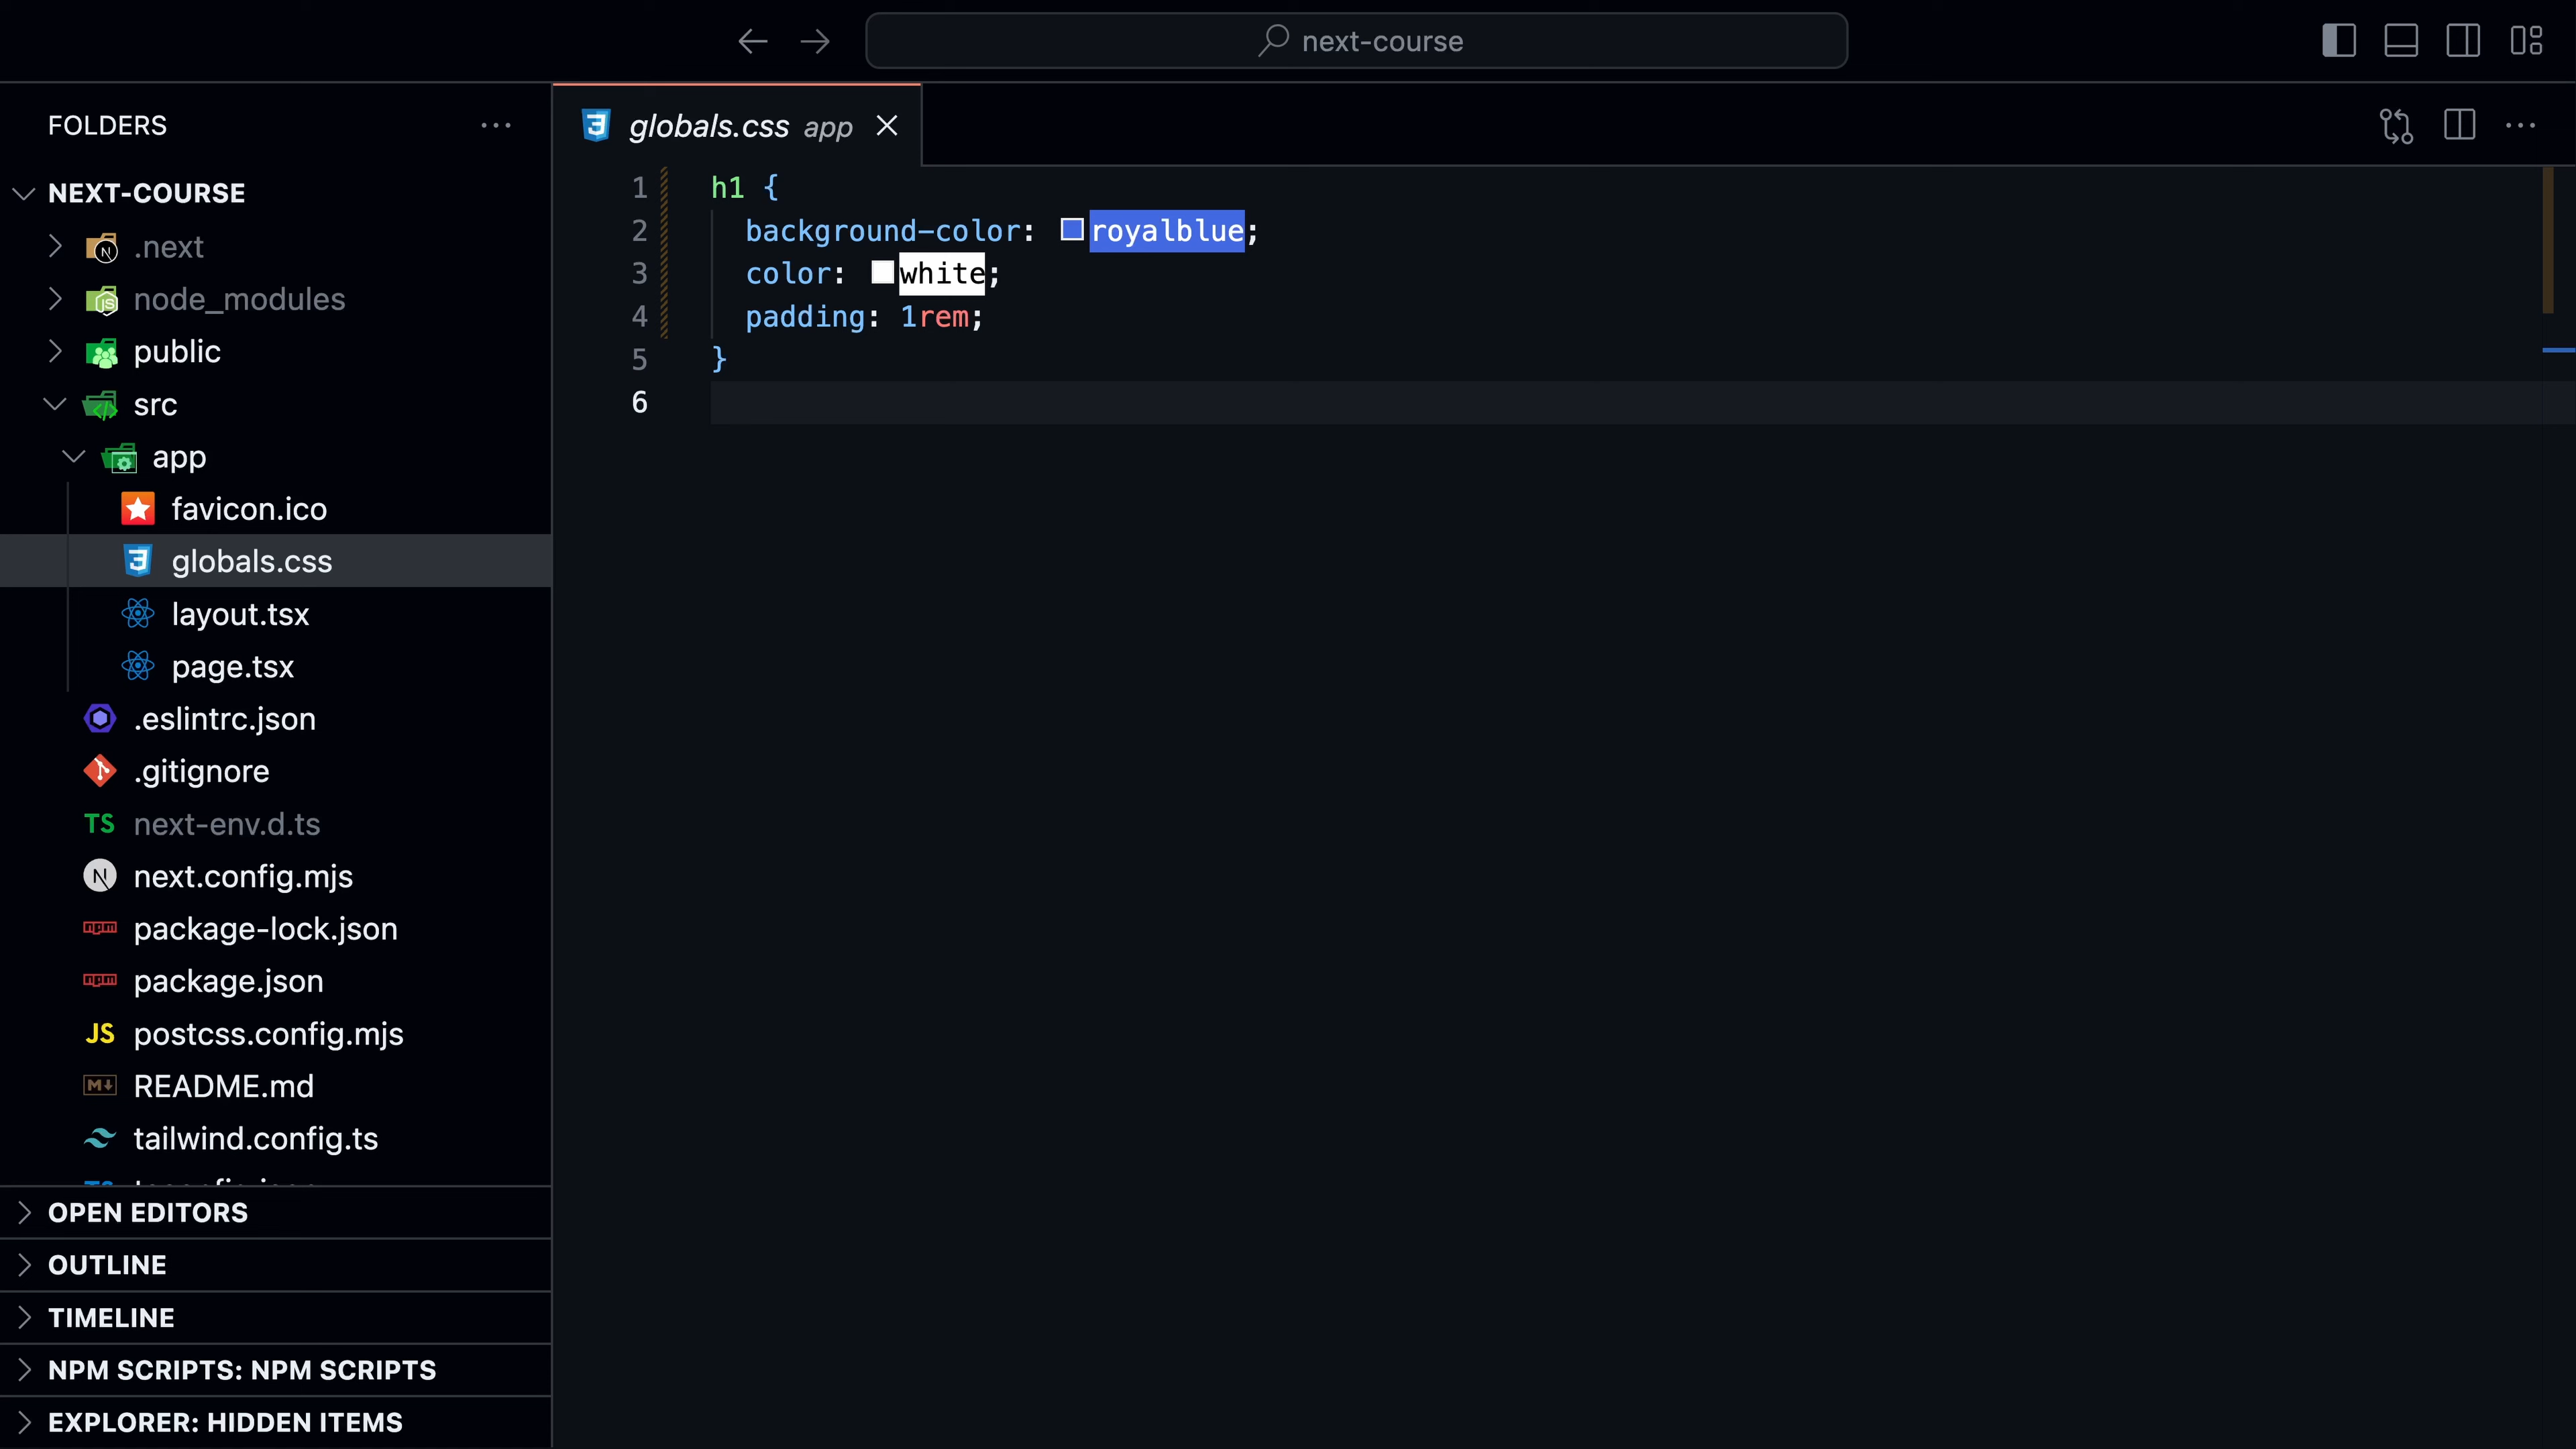 next-course
FOLDERS
NEXT-COURSE
.next
node_modules
public
src
app
favicon.ico
globals.css
layout.tsx
page.tsx
.eslintrc.json
.gitignore
TS next-env.d.ts
next.config.mjs
package-lock.json
package.json
JS postcss.config.mjs
README.md
tailwind.config.ts
OPEN EDITORS
OUTLINE
TIMELINE
NPM SCRIPTS: NPM SCRIPTS
EXPLORER: HIDDEN ITEMS
globals.css app
1 h1 {
2 background-color: royalblue;
3 color: white;
4 padding: 1rem;
5 }
6